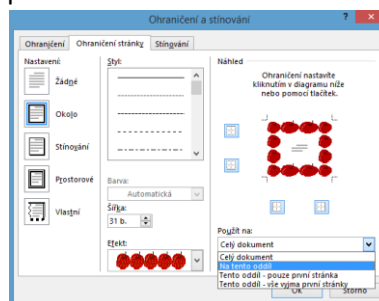 Ohraničení a stínování
? ×
Ohraničení
Ohraničení stránky
Stínování
Nastavení:
Žádné
Okolo
Stínování
Prostorové
Vlastní
Styl:
Barva:
Automatická
Šířka:
31 b.
Efekt:
Náhled
Ohraničení nastavíte
kliknutím v diagramu níže
nebo pomocí tlačítek.
Použít na:
Celý dokument
Celý dokument
Na tento oddíl
Tento oddíl - pouze první stránka
Tento oddíl - vše vyjma první stránky
OK
Storno